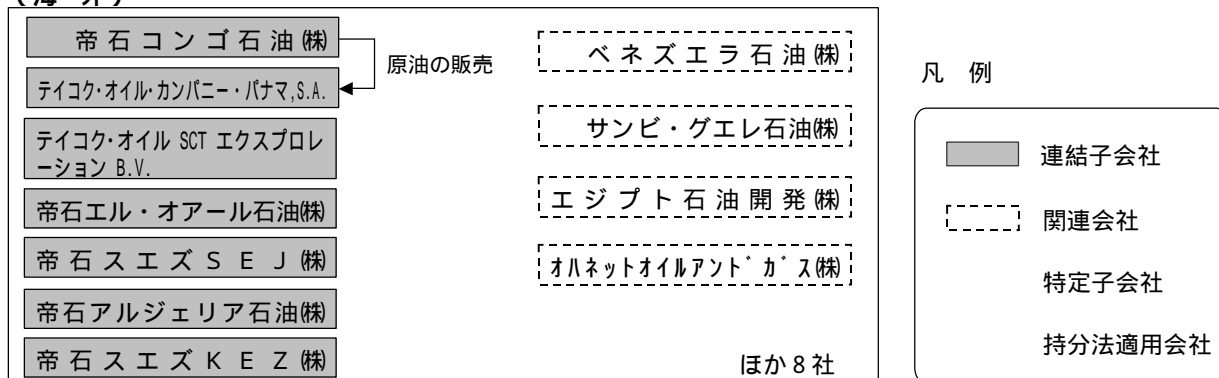 (海 外)
帝石コンゴ石油㈱
テイコク・オイル・カンパニー・パナマ,S.A.
原油の販売
テイコク・オイル SCT エクスプロレ
ーション B.V.
帝石エル・オアール石油㈱
帝石スエズSEJ㈱
帝石アルジェリア石油㈱
帝石スエズKEZ㈱
ベネズエラ石油㈱
サンビ・グエレ石油㈱
エジプト石油開発㈱
オハネットオイルアンドガス㈱
ほか8社
凡 例
連結子会社
関連会社
特定子会社
持分法適用会社